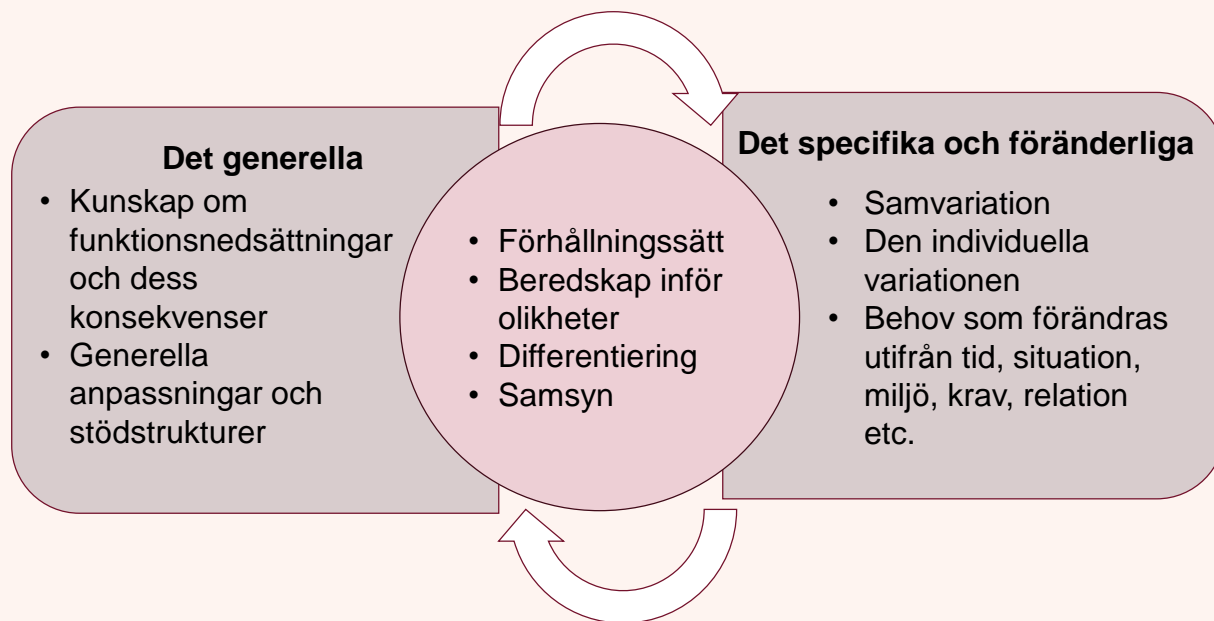 Det generella
• Kunskap om
funktionsnedsättningar
och dess
konsekvenser
• Generella
anpassningar och
stödstrukturer
• Förhållningssätt
• Beredskap inför
olikheter
• Differentiering
• Samsyn
Det specifika och föränderliga
• Samvariation
• Den individuella
variationen
• Behov som förändras
utifrån tid, situation,
miljö, krav, relation
etc.